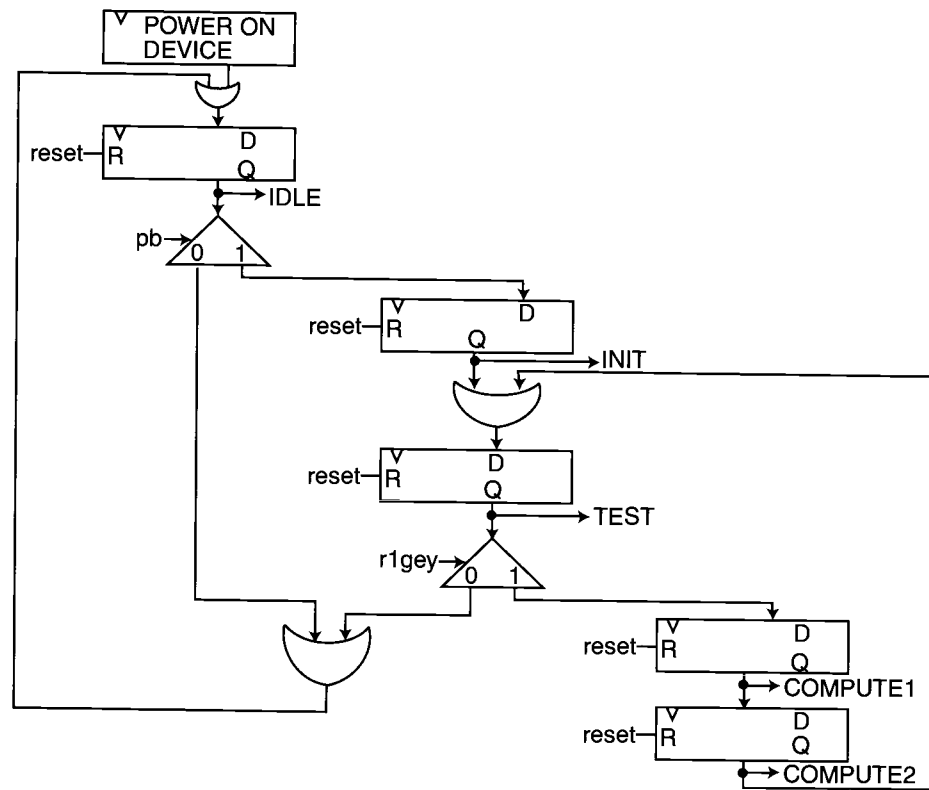 POWER ON
DEVICE
D
reset R
Q
IDLE
pb
0 1
D
reset R
Q
INIT
D
reset R
Q
TEST
r1gey
0 1
D
reset R
Q
COMPUTE1
D
reset R
Q
COMPUTE2